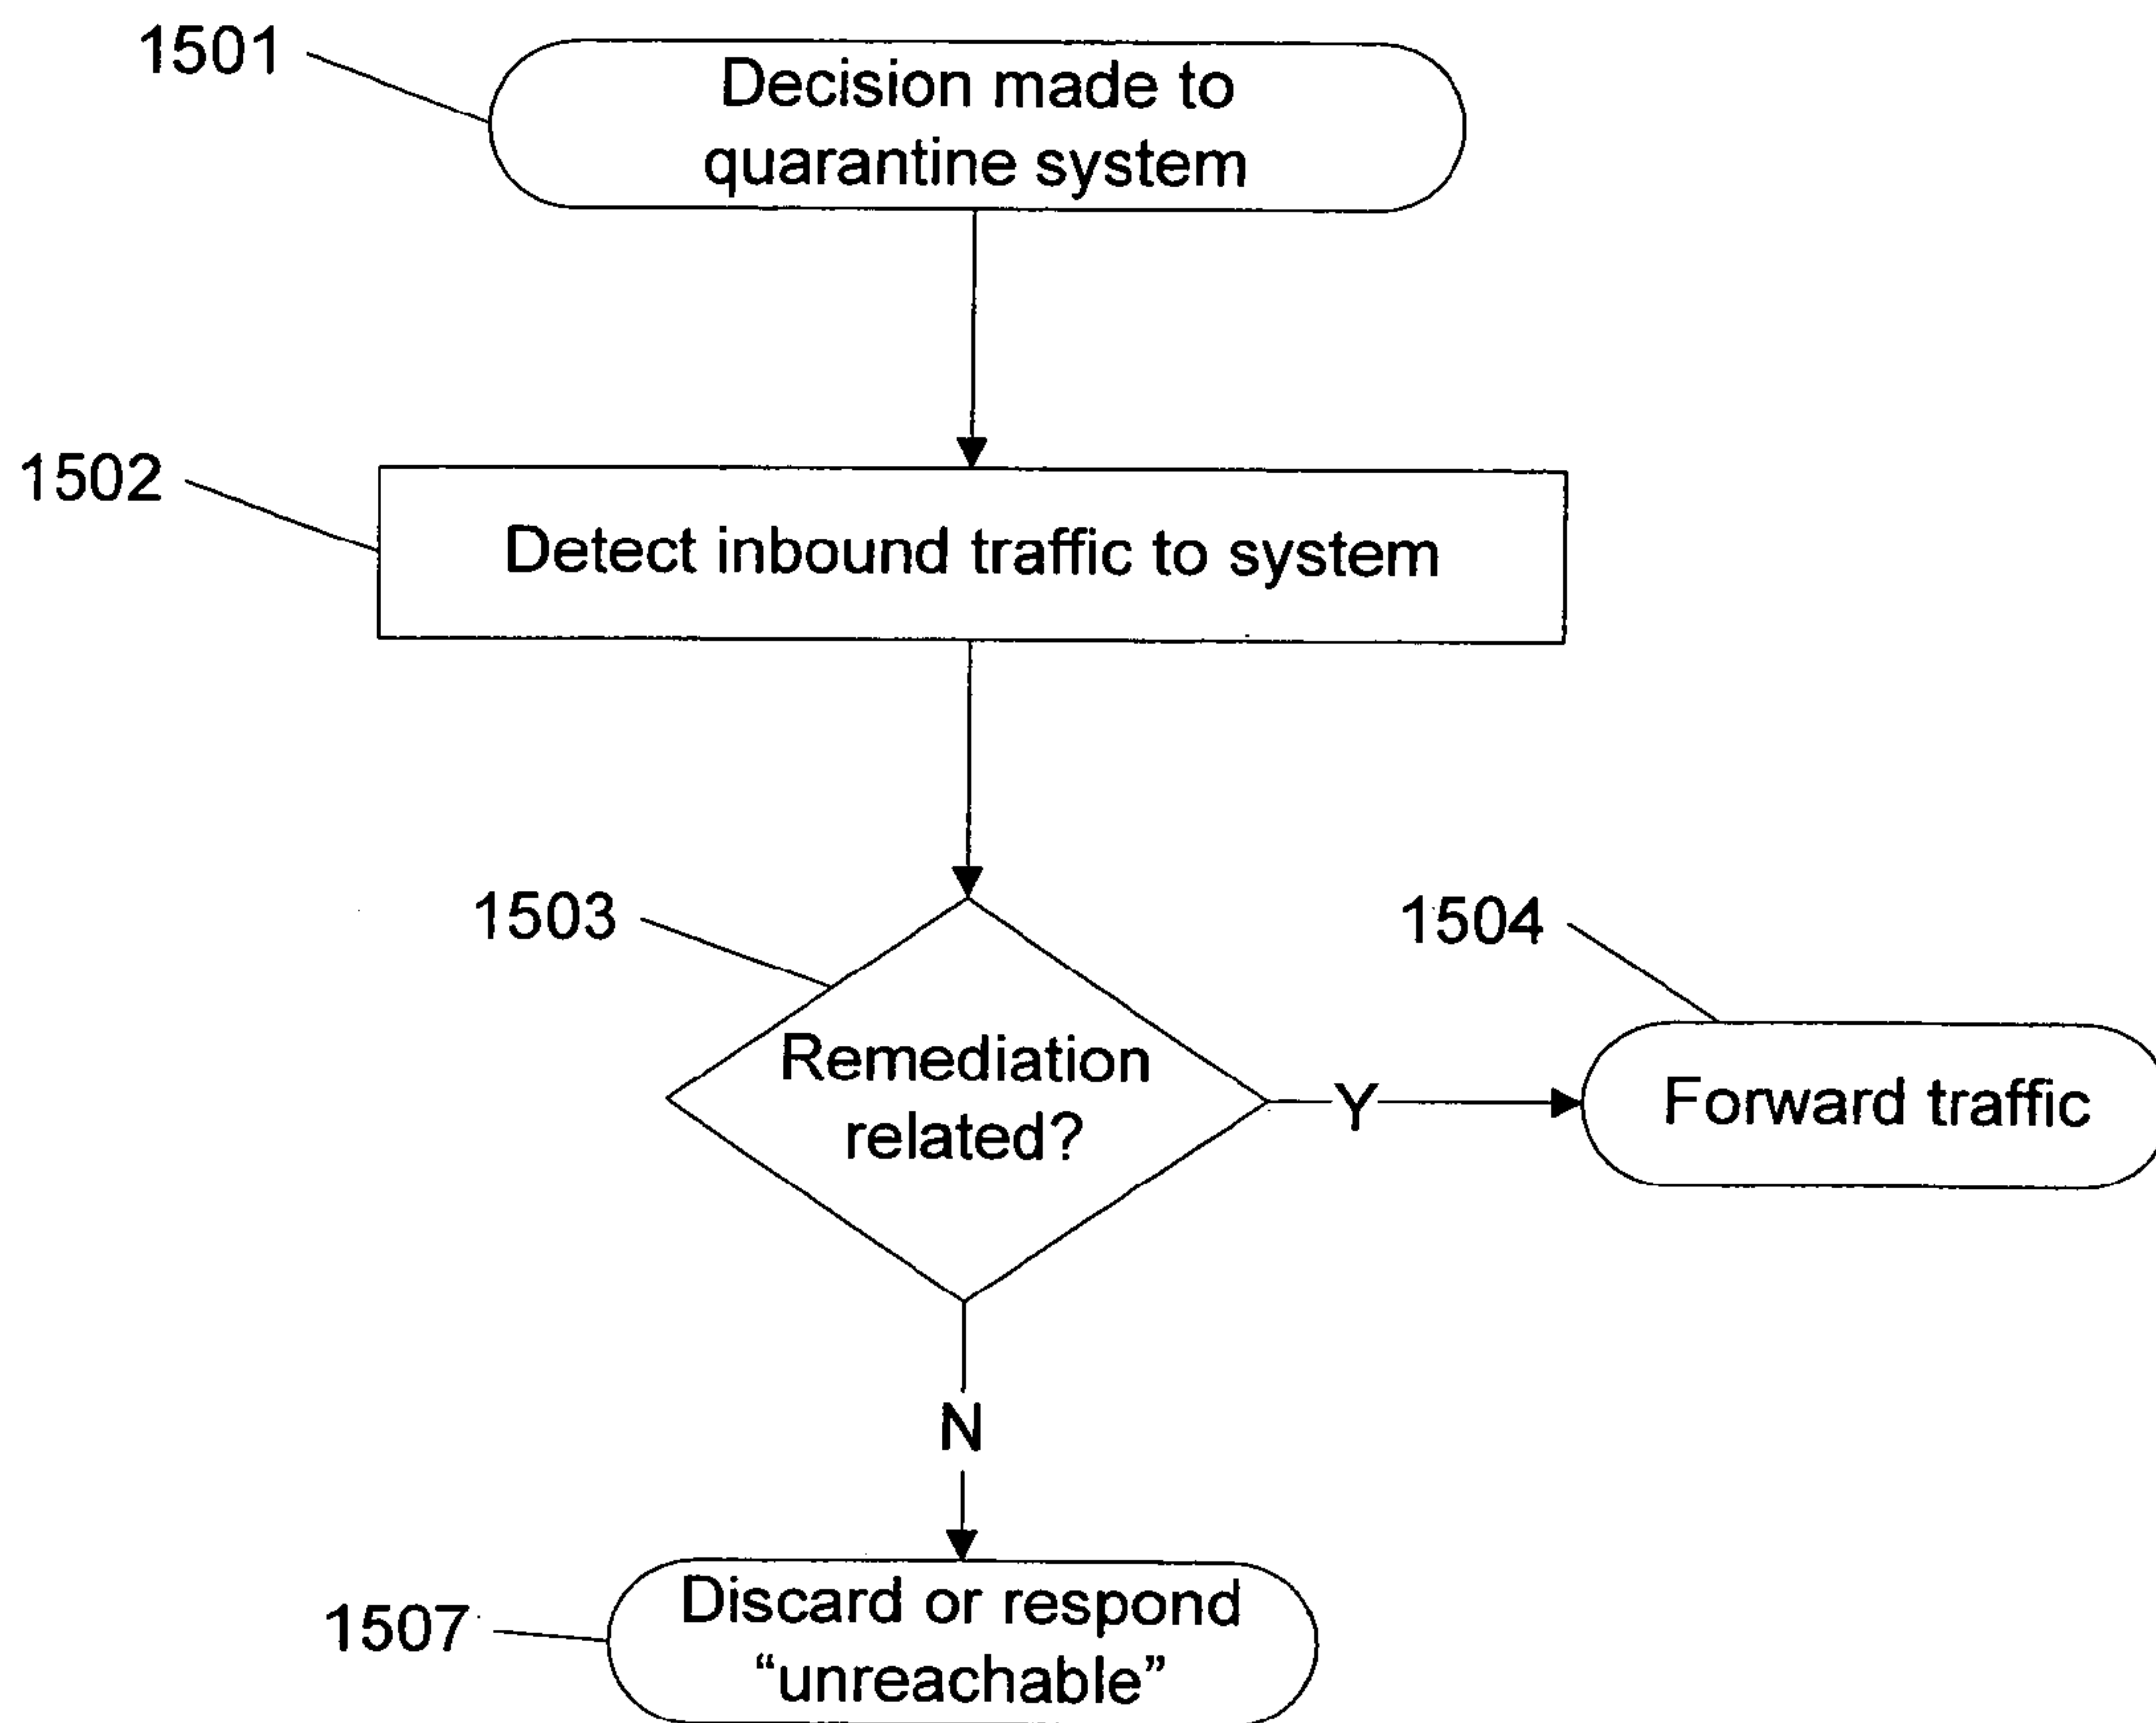 1501
Decision made to
quarantine system
1502
Detect inbound traffic to system
1503
Remediation
related?
Y
1504
Forward traffic
N
1507
Discard or respond
“unreachable”